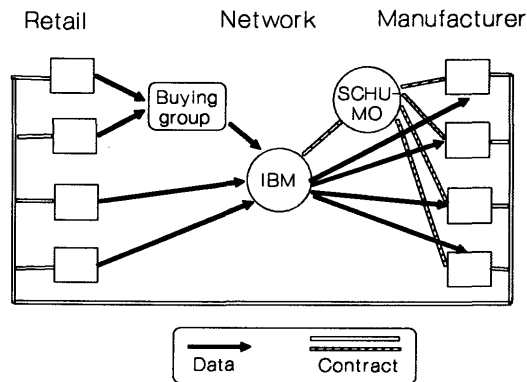 Retail
Network
Manufacturer
Buying
group
SCHU-
MO
IBM
Data
Contract